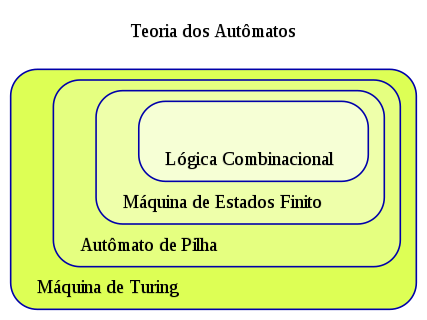 Teoria dos Autômatos
Lógica Combinacional
Máquina de Estados Finito
Autômato de Pilha
Máquina de Turing